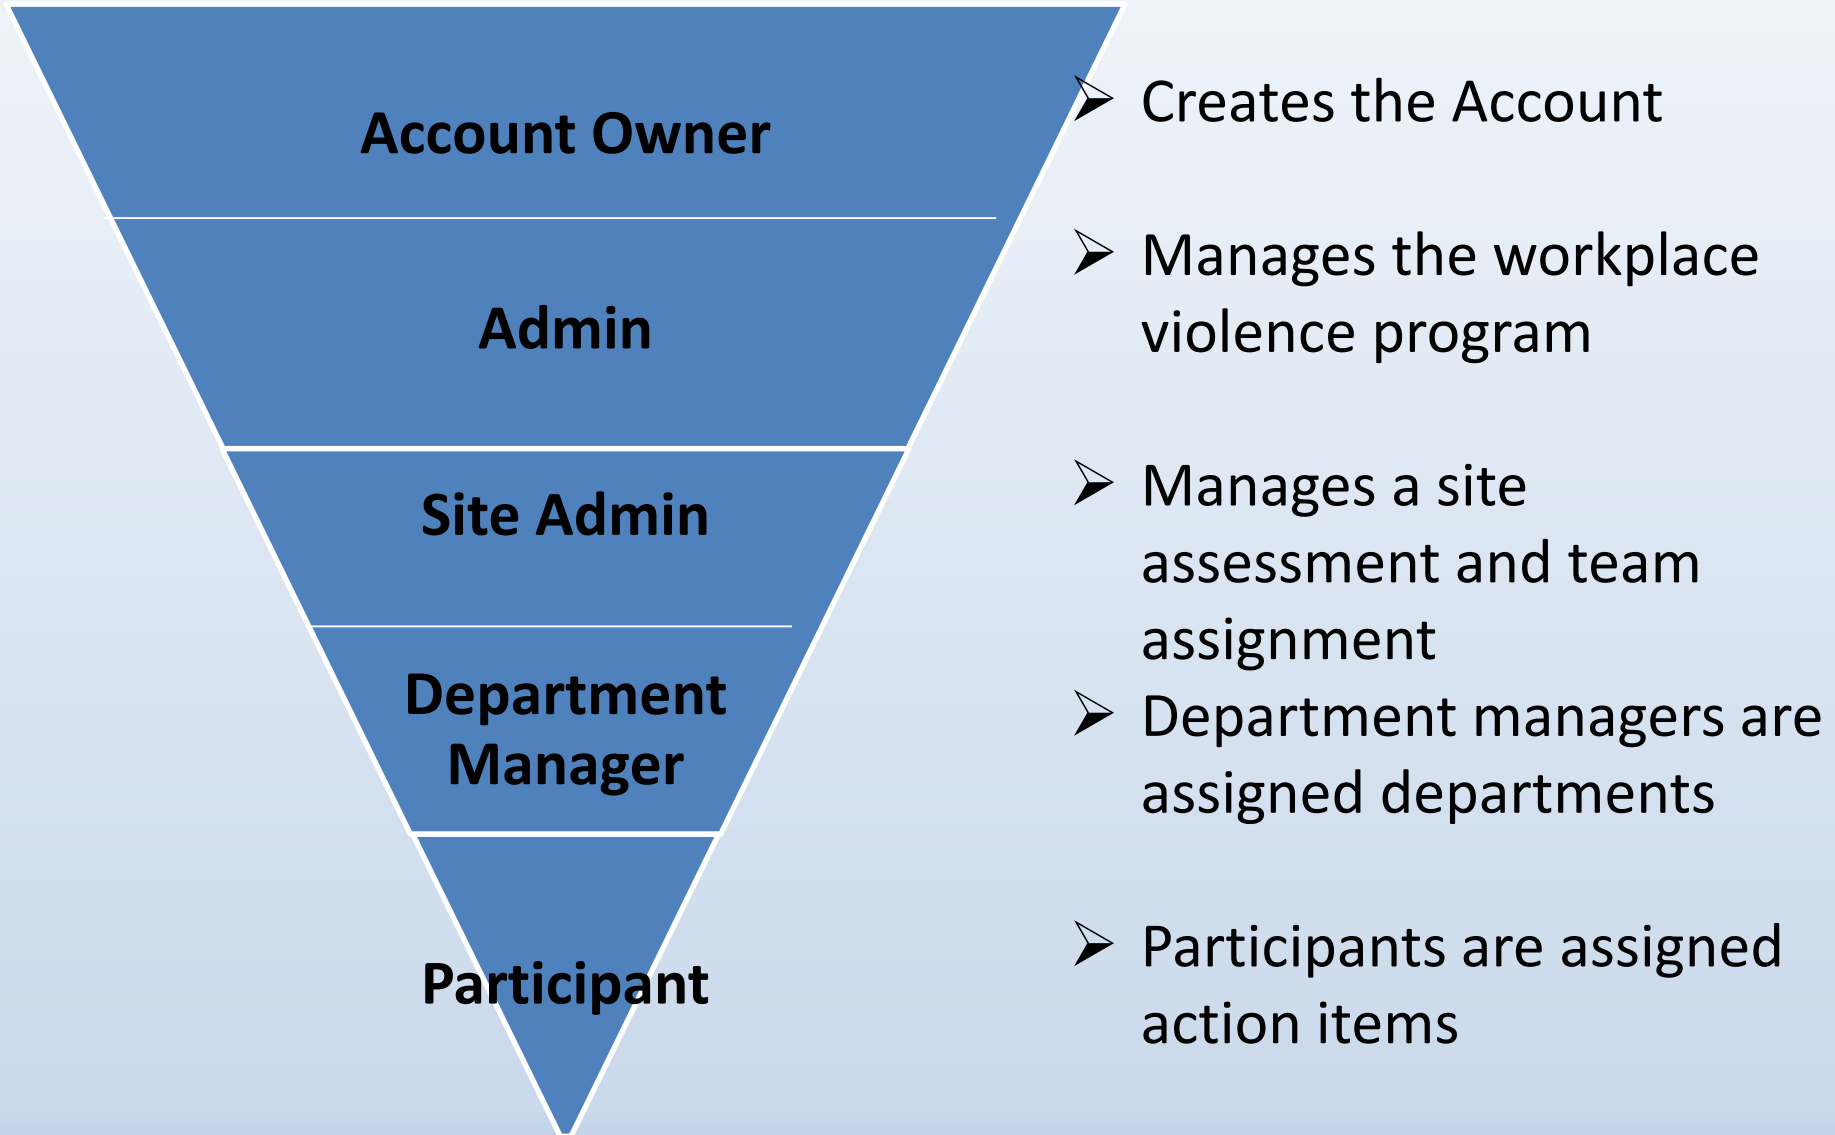 Account Owner
Admin
Site Admin
Department
Manager
Participant
➢ Creates the Account
➢ Manages the workplace
violence program
➢ Manages a site
assessment and team
assignment
➢ Department managers are
assigned departments
➢ Participants are assigned
action items